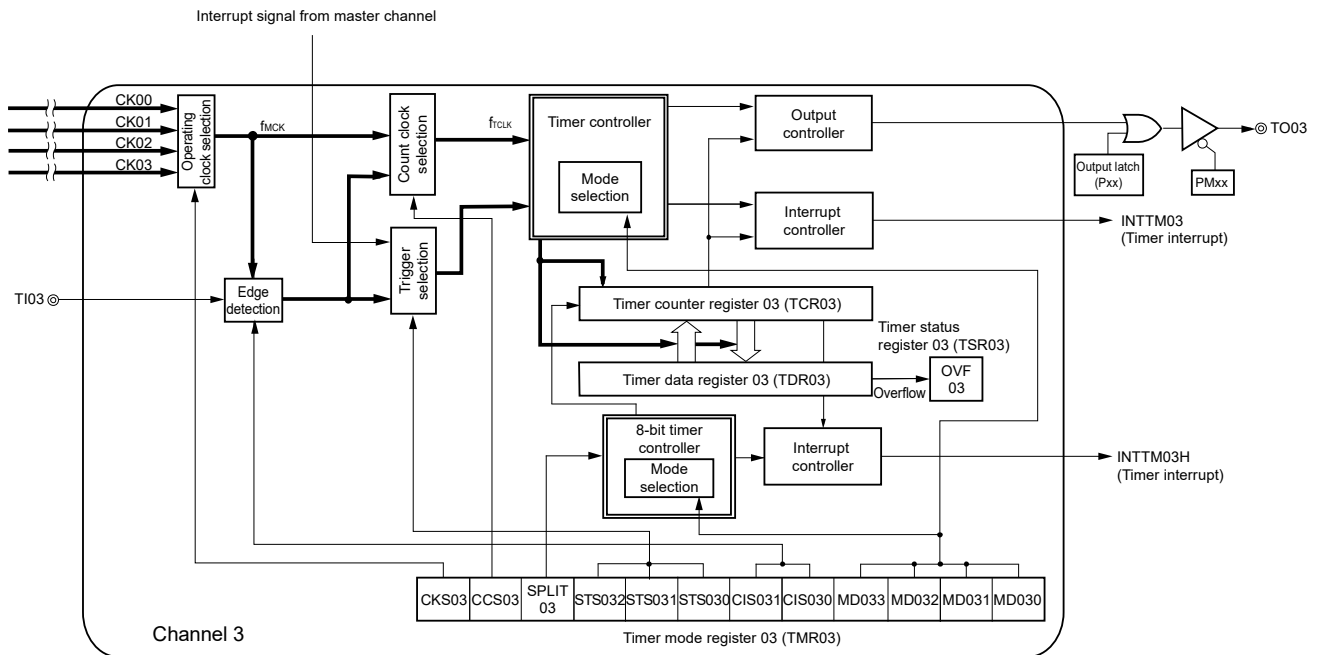 Interrupt signal from master channel
CK00
CK01
CK02
CK03
Operating
clock selection
fMCK
Count clock
selection
fTCLK
Timer controller
Mode
selection
Output
controller
Output latch
(Pxx)
PMxx
TO03
Interrupt
controller
INTTM03
(Timer interrupt)
Trigger
selection
TI03
Edge
detection
Timer counter register 03 (TCR03)
Timer status
register 03 (TSR03)
Timer data register 03 (TDR03)
Overflow
OVF
03
8-bit timer
controller
Mode
selection
Interrupt
controller
INTTM03H
(Timer interrupt)
CKS03
CCS03
SPLIT
03
STS032
STS031
STS030
CIS031
CIS030
MD033
MD032
MD031
MD030
Channel 3
Timer mode register 03 (TMR03)